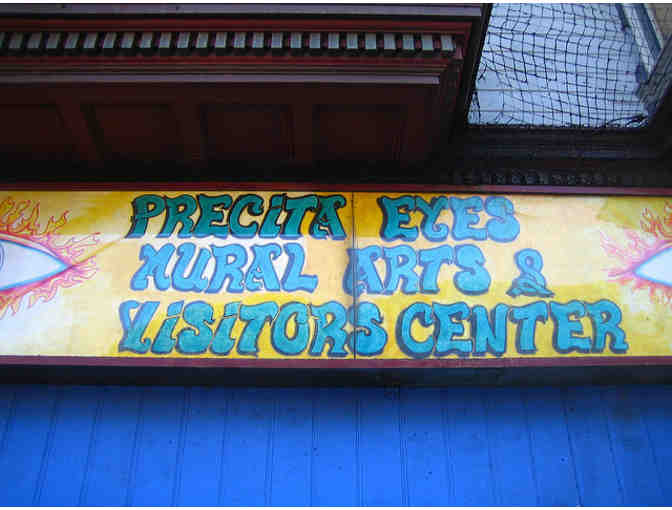 PRECITA EYES
MURAL ARTS &
VISITORS CENTER